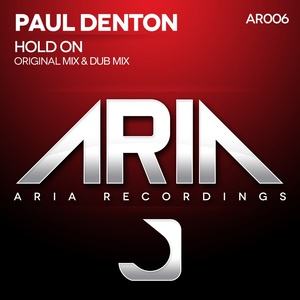 PAUL DENTON
AR006
HOLD ON
ORIGINAL MIX & DUB MIX
ARIA
ARIA RECORDINGS